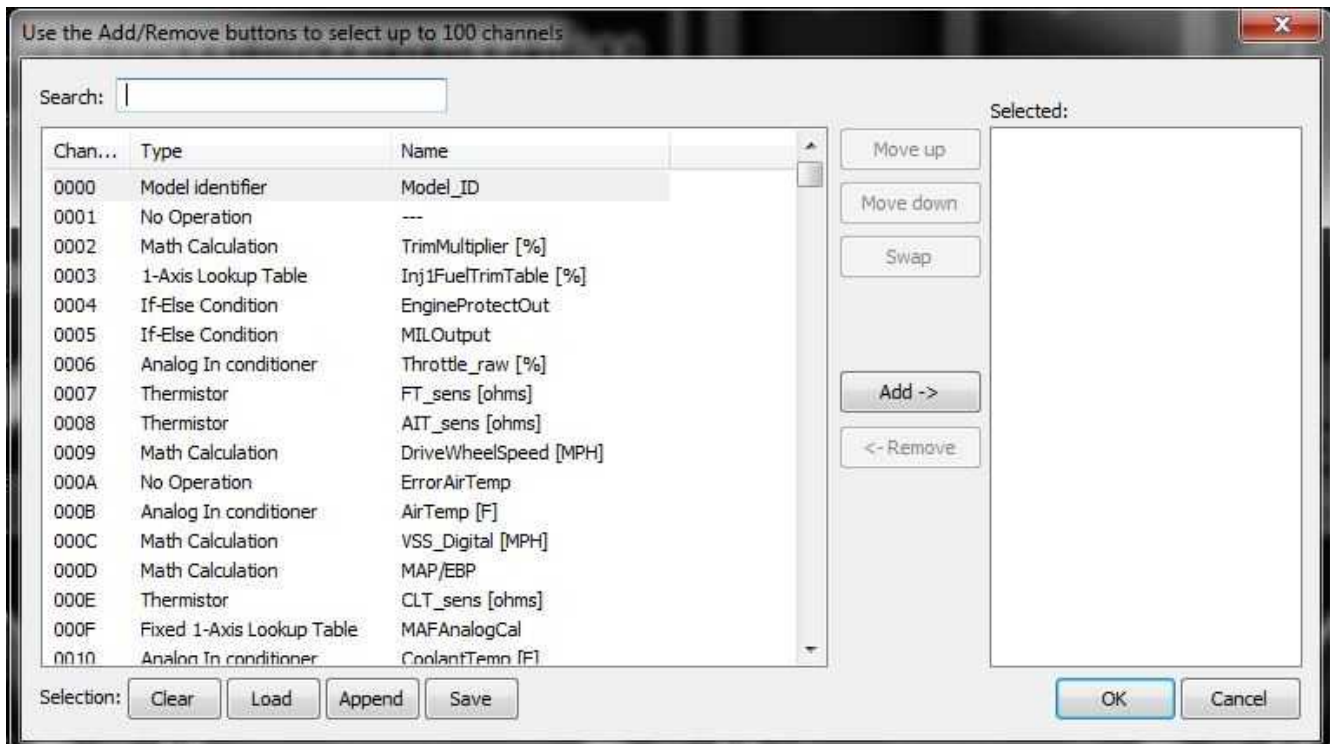 Use the Add/Remove buttons to select up to 100 channels
Search:
Selected:
Chan... Type Name
0000 Model identifier Model_ID
0001 No Operation ---
0002 Math Calculation TrimMultiplier [%]
0003 1-Axis Lookup Table Inj1FuelTrimTable [%]
0004 If-Else Condition EngineProtectOut
0005 If-Else Condition MILOutput
0006 Analog In conditioner Throttle_raw [%]
0007 Thermistor FT_sens [ohms]
0008 Thermistor AIT_sens [ohms]
0009 Math Calculation DriveWheelSpeed [MPH]
000A No Operation ErrorAirTemp
000B Analog In conditioner AirTemp [F]
000C Math Calculation VSS_Digital [MPH]
000D Math Calculation MAP/EBP
000E Thermistor CLT_sens [ohms]
000F Fixed 1-Axis Lookup Table MAFAnalogCal
0010 Analog In conditioner CoolantTemp [F]
Move up
Move down
Swap
Add ->
<- Remove
Selection: Clear Load Append Save
OK Cancel